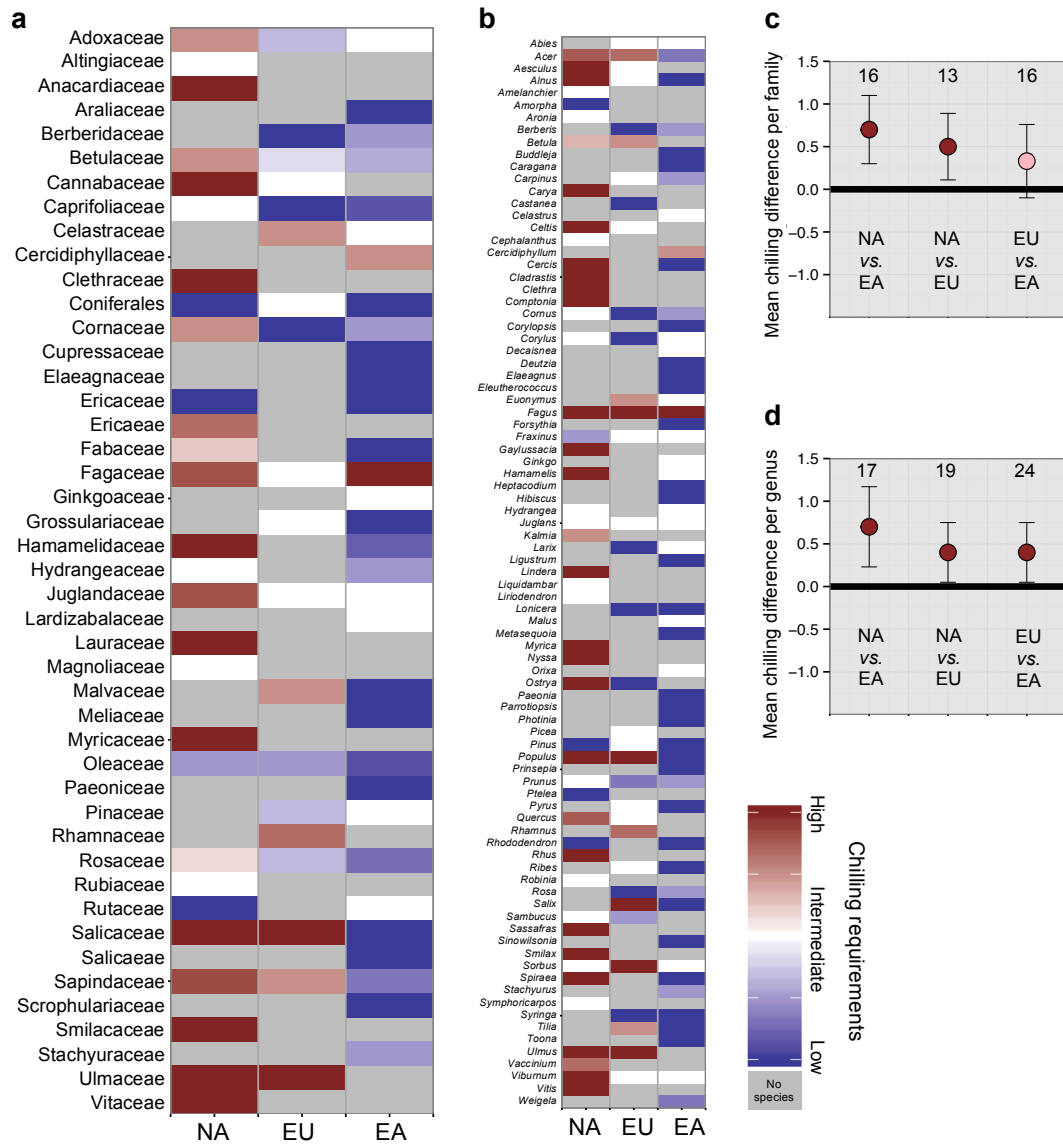 a
Adoxaceae
Altingiaceae
Anacardiaceae
Araliaceae
Berberidaceae
Betulaceae
Cannabaceae
Caprifoliaceae
Celastraceae
Cercidiphyllaceae
Clethraceae
Coniferales
Cornaceae
Cupressaceae
Elaeagnaceae
Ericaceae
Ericaeae
Fabaceae
Fagaceae
Ginkgoaceae
Grossulariaceae
Hamamelidaceae
Hydrangeaceae
Juglandaceae
Lardizabalaceae
Lauraceae
Magnoliaceae
Malvaceae
Meliaceae
Myricaceae
Oleaceae
Paeoniceae
Pinaceae
Rhamnaceae
Rosaceae
Rubiaceae
Rutaceae
Salicaceae
Salicaeae
Sapindaceae
Scrophulariaceae
Smilacaceae
Stachyuraceae
Ulmaceae
Vitaceae
NA EU EA
b
Abies
Acer
Aesculus
Alnus
Amelanchier
Amorpha
Aronia
Berberis
Betula
Buddleja
Caragana
Carpinus
Carya
Castanea
Celastrus
Celtis
Cephalanthus
Cercidiphyllum
Cercis
Cladrastis
Clethra
Comptonia
Cornus
Corylopsis
Corylus
Decaisnea
Deutzia
Elaeagnus
Eleutherococcus
Euonymus
Fagus
Forsythia
Fraxinus
Gaylussacia
Ginkgo
Hamamelis
Heptacodium
Hibiscus
Hydrangea
Juglans
Kalmia
Larix
Ligustrum
Lindera
Liquidambar
Liriodendron
Lonicera
Malus
Metasequoia
Myrica
Nyssa
Orixa
Ostrya
Paeonia
Parrotiopsis
Photinia
Picea
Pinus
Populus
Prinsepia
Prunus
Ptelea
Pyrus
Quercus
Rhamnus
Rhododendron
Rhus
Ribes
Robinia
Rosa
Salix
Sambucus
Sassafras
Sinowilsonia
Smilax
Sorbus
Spiraea
Stachyurus
Symphoricarpos
Syringa
Tilia
Toona
Ulmus
Vaccinium
Viburnum
Vitis
Weigela
NA EU EA
c
Mean chilling difference per family
1.5
1.0
0.5
0.0
−0.5
−1.0
16 13 16
NA NA EU
vs. vs. vs.
EA EU EA
d
Mean chilling difference per genus
1.5
1.0
0.5
0.0
−0.5
−1.0
17 19 24
NA NA EU
vs. vs. vs.
EA EU EA
High
Intermediate
Low
Chilling requirements
No
species